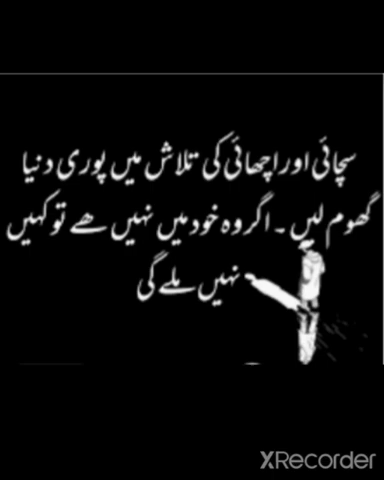 سچائی اور اچھائی کی تلاش میں پوری دنیا
گھوم لیں ۔ اگر وہ خود میں نہیں ھے تو کہیں
نہیں ملے گی
XRecorder